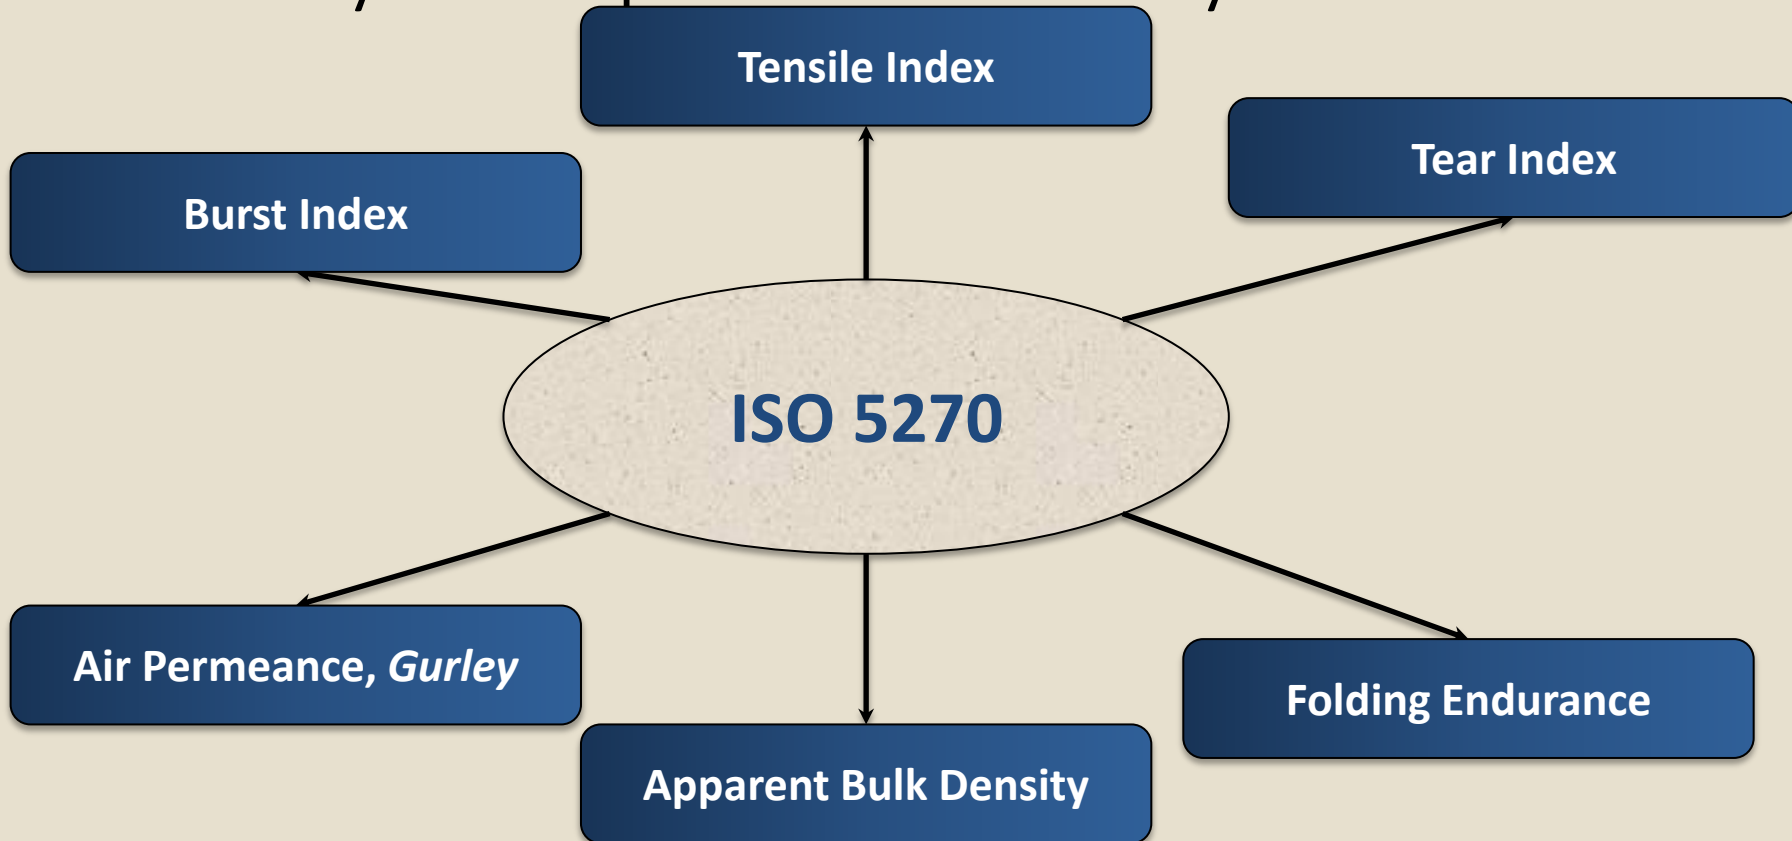 Tensile Index
Tear Index
Burst Index
ISO 5270
Air Permeance, Gurley
Folding Endurance
Apparent Bulk Density